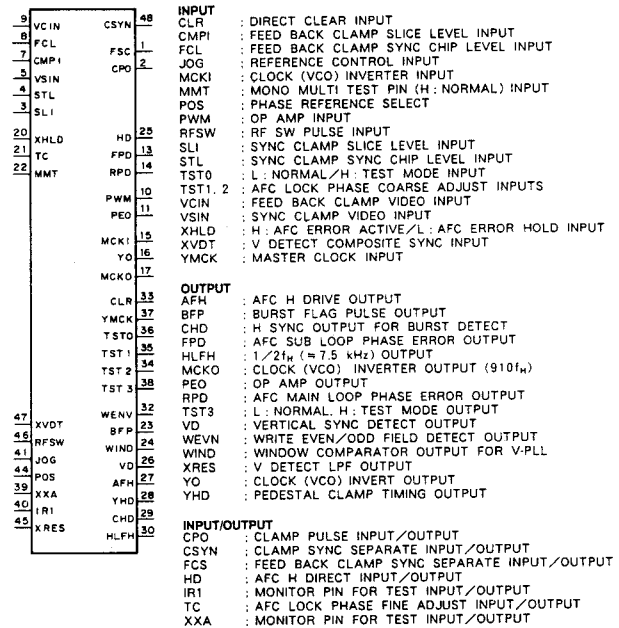 9 VCIN
8 FCL
7 CMP1
5 VSIN
4 STL
3 SLI
20 XHLD
21 TC
22 MMT
47 XVDT
46 RFSW
41 JOG
44 POS
39 XXA
40 IR1
45 XRES
CSYN 48
FSC 1
CPO 2
HD 25
FPD 13
RPD 14
PWM 10
PEO 11
MCKI 15
YO 16
MCKO 17
CLR 33
YMCK 37
TSTO 36
TST1 35
TST2 34
TST3 38
WENV 32
BFP 23
WIND 24
VD 26
AFH 27
YHD 28
CHD 29
HLFH 30
INPUT
CLR : DIRECT CLEAR INPUT
CMPI : FEED BACK CLAMP SLICE LEVEL INPUT
FCL : FEED BACK CLAMP SYNC CHIP LEVEL INPUT
JOG : REFERENCE CONTROL INPUT
MCKI : CLOCK (VCO) INVERTER INPUT
MMT : MONO MULTI TEST PIN (H : NORMAL) INPUT
POS : PHASE REFERENCE SELECT
PWM : OP AMP INPUT
RFSW : RF SW PULSE INPUT
SLI : SYNC CLAMP SLICE LEVEL INPUT
STL : SYNC CLAMP SYNC CHIP LEVEL INPUT
TST0 : L : NORMAL/H : TEST MODE INPUT
TST1, 2 : AFC LOCK PHASE COARSE ADJUST INPUTS
VCIN : FEED BACK CLAMP VIDEO INPUT
VSIN : SYNC CLAMP VIDEO INPUT
XHLD : H : AFC ERROR ACTIVE/L : AFC ERROR HOLD INPUT
XVDT : V DETECT COMPOSITE SYNC INPUT
YMCK : MASTER CLOCK INPUT
OUTPUT
AFH : AFC H DRIVE OUTPUT
BFP : BURST FLAG PULSE OUTPUT
CHD : H SYNC OUTPUT FOR BURST DETECT
FPD : AFC SUB LOOP PHASE ERROR OUTPUT
HLFH : 1/2fH (≒7.5 kHz) OUTPUT
MCKO : CLOCK (VCO) INVERTER OUTPUT (910fH)
PEO : OP AMP OUTPUT
RPD : AFC MAIN LOOP PHASE ERROR OUTPUT
TST3 : L : NORMAL, H : TEST MODE OUTPUT
VD : VERTICAL SYNC DETECT OUTPUT
WEVN : WRITE EVEN/ODD FIELD DETECT OUTPUT
WIND : WINDOW COMPARATOR OUTPUT FOR V-PLL
XRES : V DETECT LPF OUTPUT
YO : CLOCK (VCO) INVERT OUTPUT
YHD : PEDESTAL CLAMP TIMING OUTPUT
INPUT/OUTPUT
CPO : CLAMP PULSE INPUT/OUTPUT
CSYN : CLAMP SYNC SEPARATE INPUT/OUTPUT
FCS : FEED BACK CLAMP SYNC SEPARATE INPUT/OUTPUT
HD : AFC H DIRECT INPUT/OUTPUT
IR1 : MONITOR PIN FOR TEST INPUT/OUTPUT
TC : AFC LOCK PHASE FINE ADJUST INPUT/OUTPUT
XXA : MONITOR PIN FOR TEST INPUT/OUTPUT